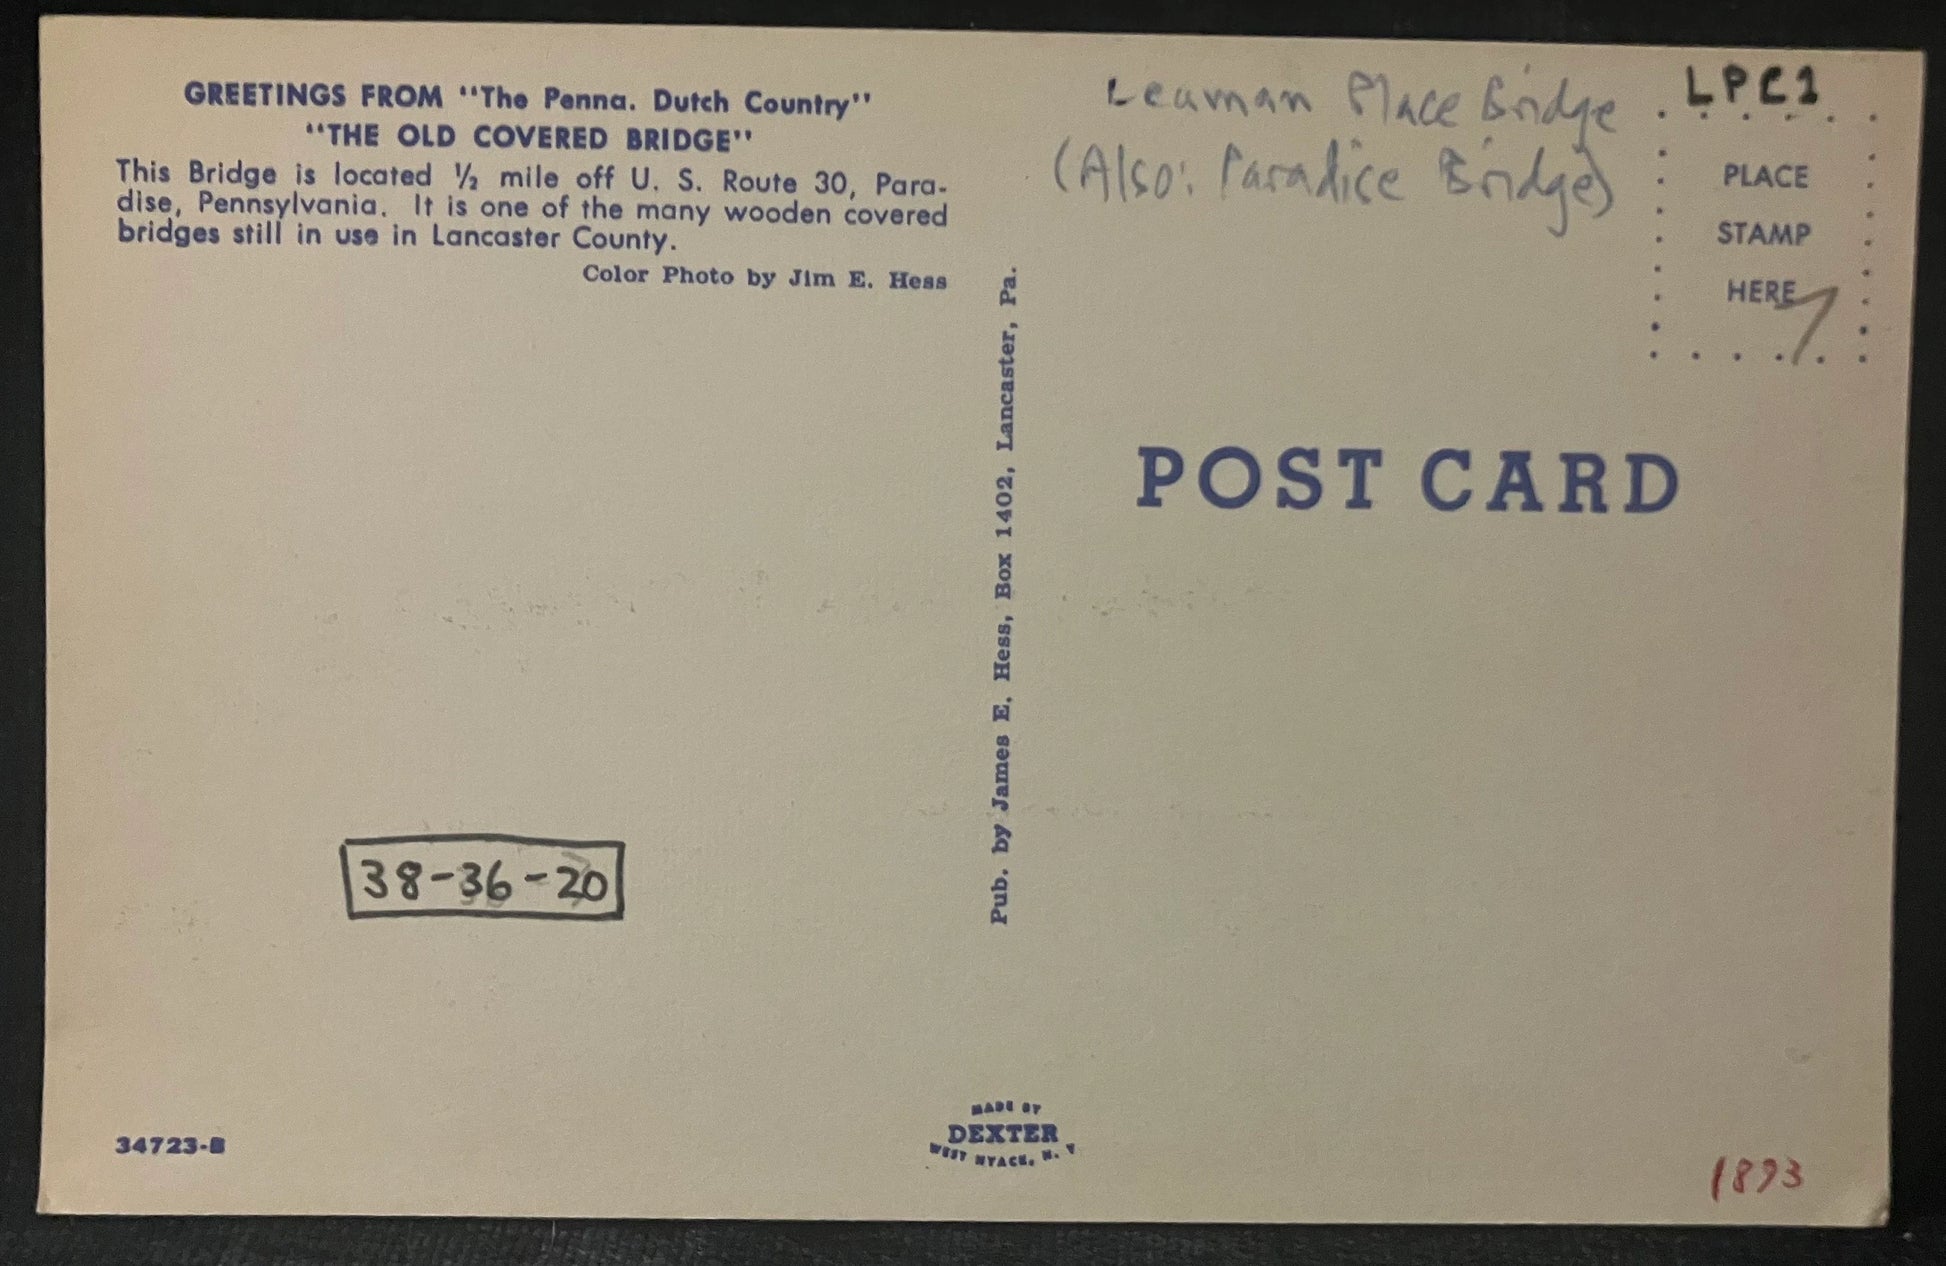 GREETINGS FROM "The Penna. Dutch Country"
"THE OLD COVERED BRIDGE"
This Bridge is located ½ mile off U. S. Route 30, Para-
dise, Pennsylvania. It is one of the many wooden covered
bridges still in use in Lancaster County.
Color Photo by Jim E. Hess
38-36-20
34723-B
Pub. by James E. Hess, Box 1402, Lancaster, Pa.
MADE BY
DEXTER
WEST NYACK, N. Y
Leaman Place Bridge
(Also: Paradise Bridge)
LPC1
PLACE
STAMP
HERE
7
POST CARD
1893